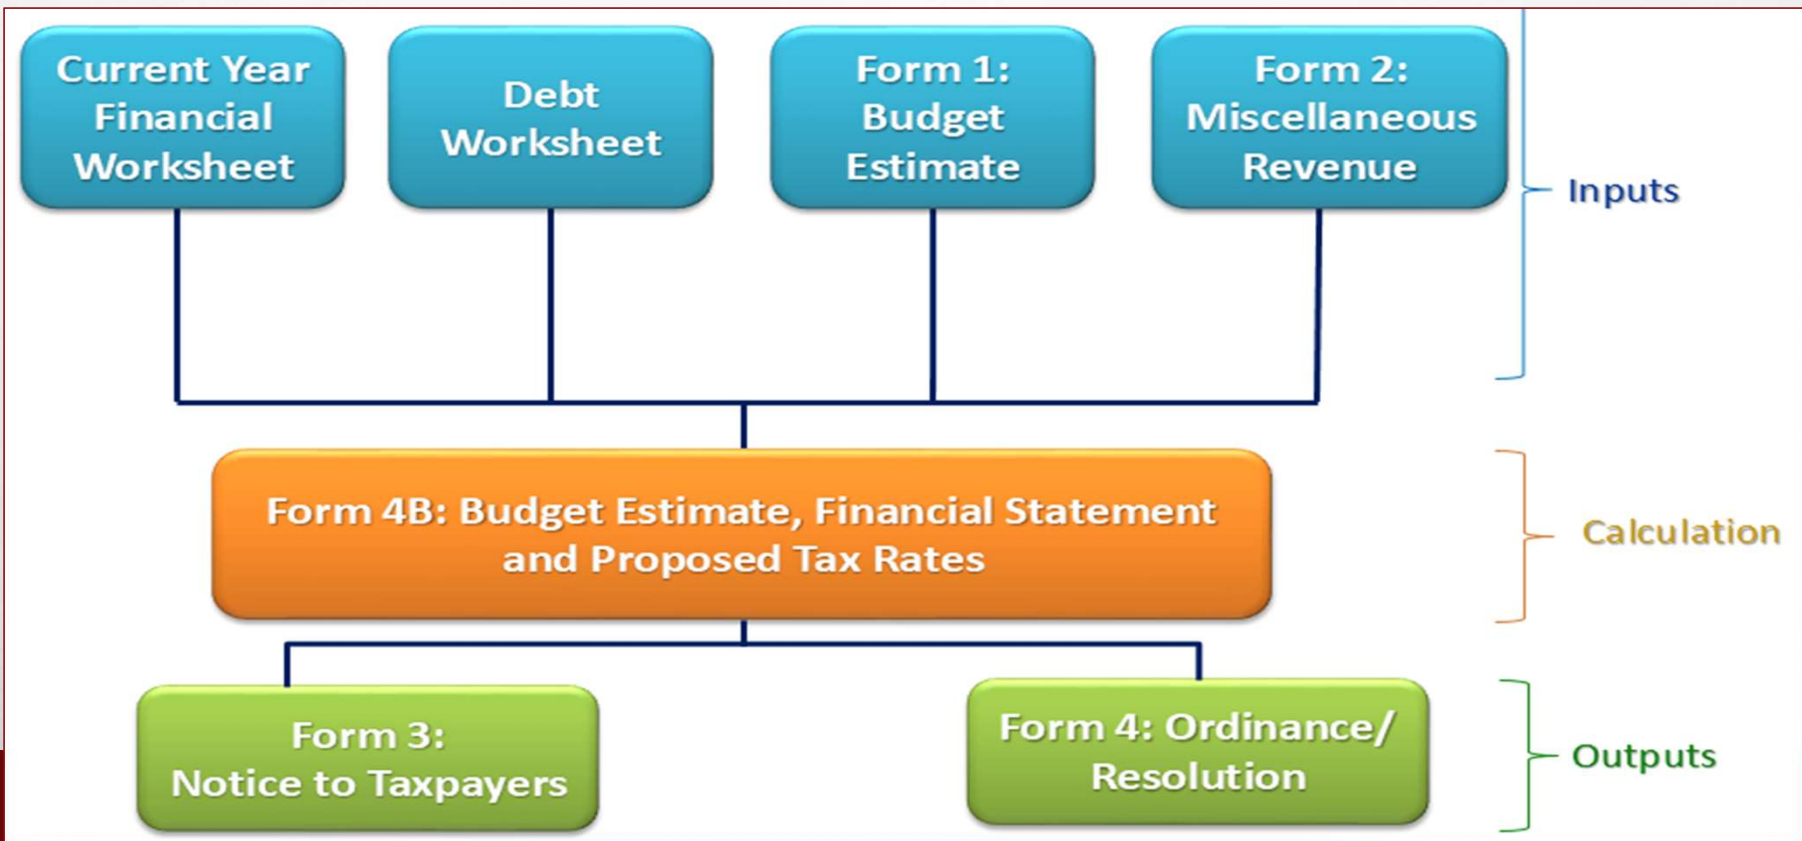 Current Year
Financial
Worksheet
Debt
Worksheet
Form 1:
Budget
Estimate
Form 2:
Miscellaneous
Revenue
Inputs
Form 4B: Budget Estimate, Financial Statement
and Proposed Tax Rates
Calculation
Form 3:
Notice to Taxpayers
Form 4: Ordinance/
Resolution
Outputs